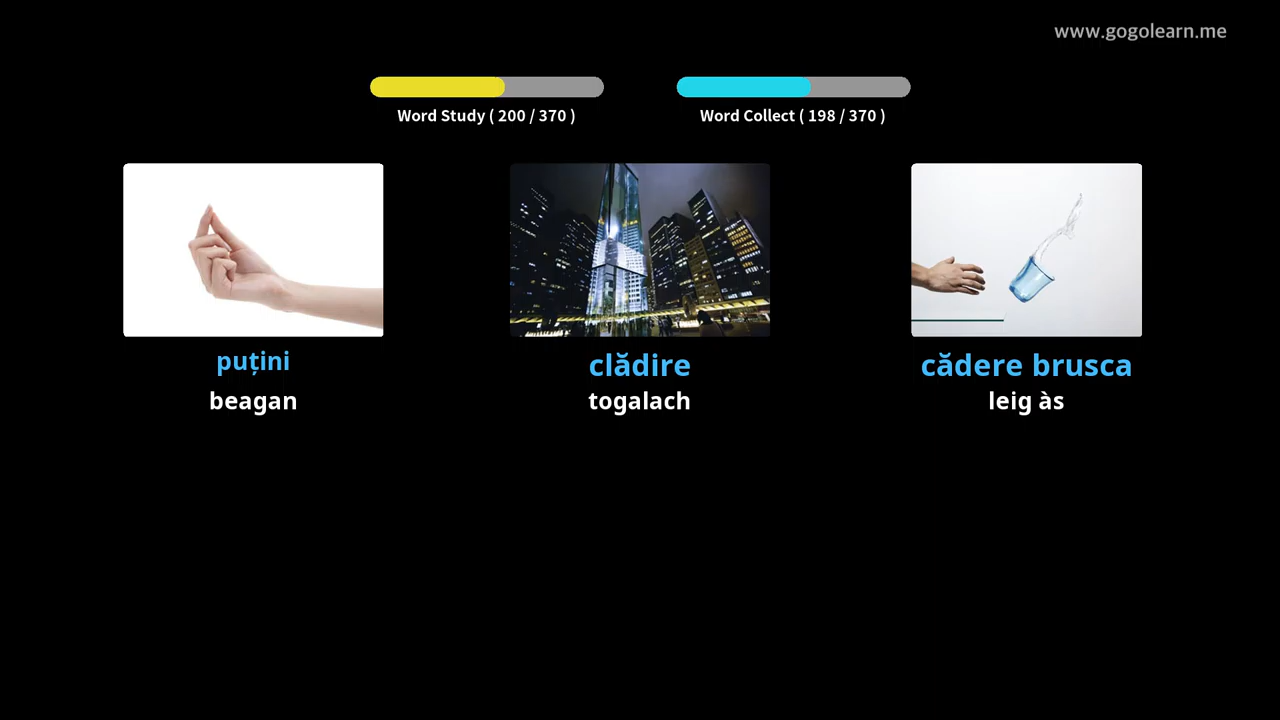 www.gogolearn.me
Word Study ( 200 / 370 )
Word Collect ( 198 / 370 )
puțini
clădire
cădere brusca
beagan
togalach
leig às